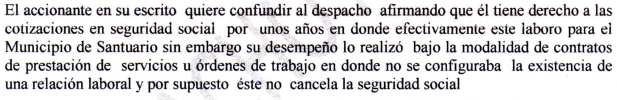 El accionante en su escrito quiere confundir al despacho afirmando que él tiene derecho a las
cotizaciones en seguridad social por unos años en donde efectivamente este laboro para el
Municipio de Santuario sin embargo su desempeño lo realizó bajo la modalidad de contratos
de prestación de servicios u órdenes de trabajo en donde no se configuraba la existencia de
una relación laboral y por supuesto éste no cancela la seguridad social